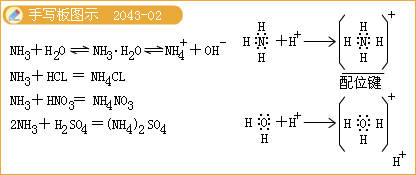 手写板图示 2043-02
NH₃+H₂O ⇌ NH₃·H₂O ⇌ NH₄⁺+OH⁻
NH₃+HCL = NH₄CL
NH₃+HNO₃= NH₄NO₃
2NH₃+H₂SO₄=(NH₄)₂SO₄
H:N:H +H⁺ → [H:N:H]⁺
H H
配位键
H:O: +H⁺ → [H:O:H]⁺
H H
H⁺